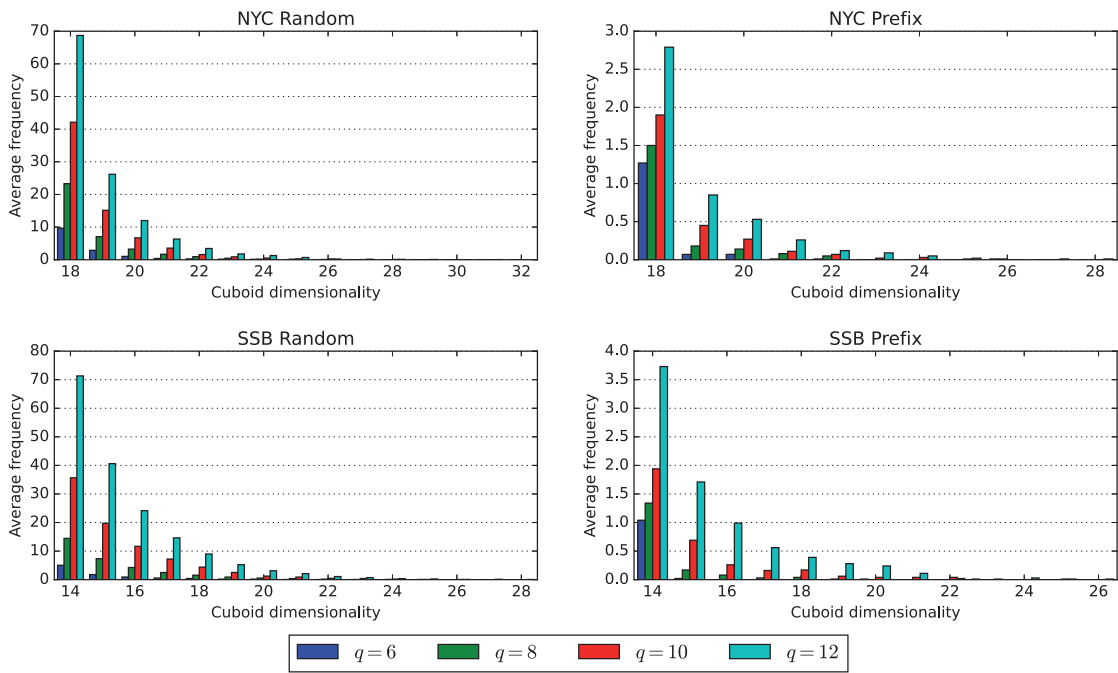 NYC Random
Average frequency
70
60
50
40
30
20
10
0
18 20 22 24 26 28 30 32
Cuboid dimensionality
NYC Prefix
Average frequency
3.0
2.5
2.0
1.5
1.0
0.5
0.0
18 20 22 24 26 28
Cuboid dimensionality
SSB Random
Average frequency
80
70
60
50
40
30
20
10
0
14 16 18 20 22 24 26 28
Cuboid dimensionality
SSB Prefix
Average frequency
4.0
3.5
3.0
2.5
2.0
1.5
1.0
0.5
0.0
14 16 18 20 22 24 26
Cuboid dimensionality
q = 6 q = 8 q = 10 q = 12